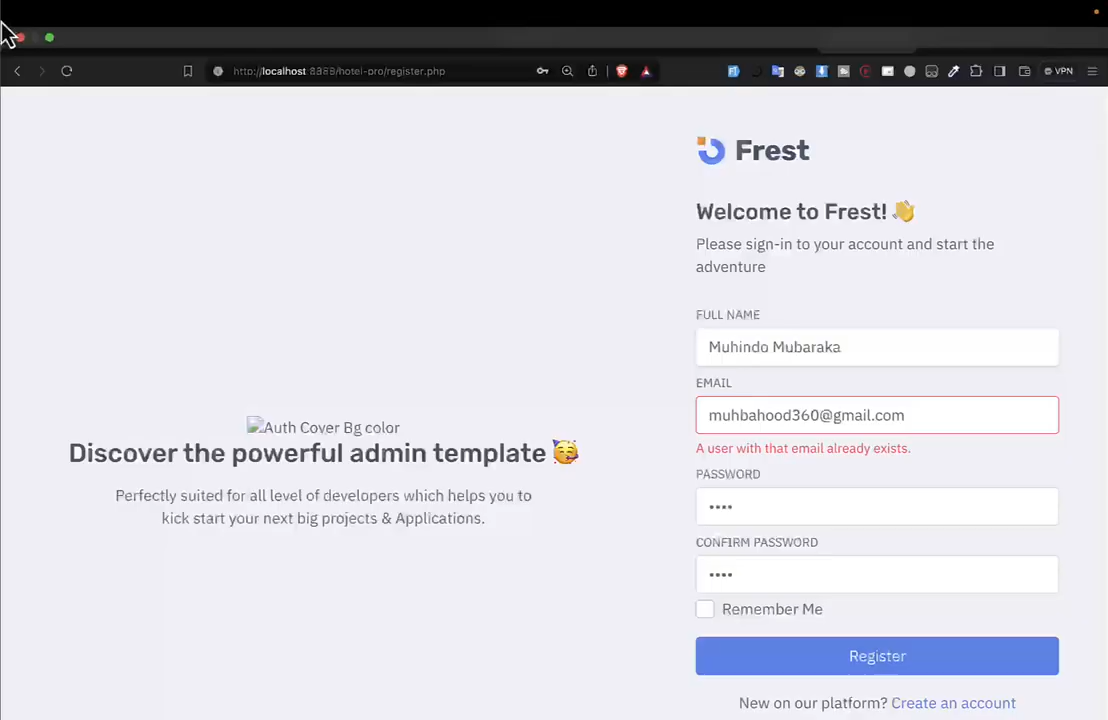 http://localhost:8889/hotel-pro/register.php
VPN
Frest
Welcome to Frest! 👋
Please sign-in to your account and start the
adventure
FULL NAME
Muhindo Mubaraka
EMAIL
muhbahood360@gmail.com
A user with that email already exists.
PASSWORD
••••
CONFIRM PASSWORD
••••
Remember Me
Register
New on our platform? Create an account
Auth Cover Bg color
Discover the powerful admin template 🥳
Perfectly suited for all level of developers which helps you to
kick start your next big projects & Applications.